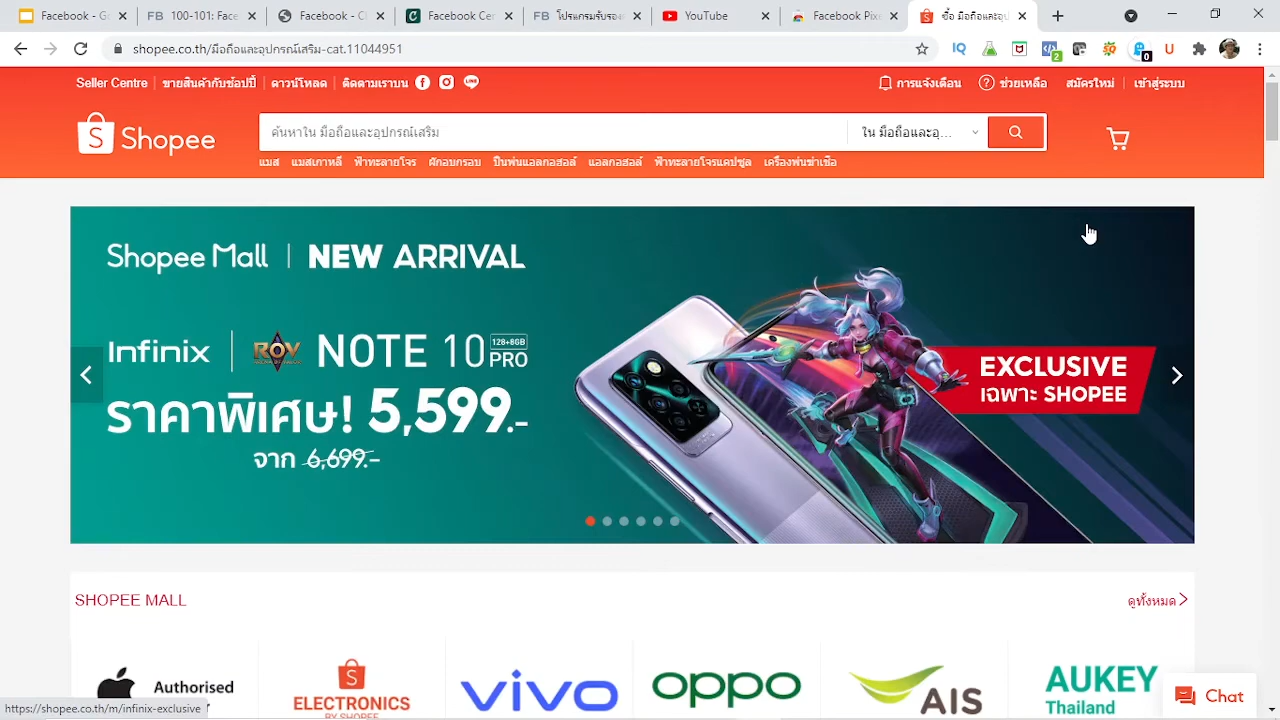 Facebook - Gr
FB 100-101: Face
Facebook - C
Facebook Cer
FB โปรแกรมรับรอง
YouTube
Facebook Pixe
ซื้อ มือถือและอุป
shopee.co.th/มือถือและอุปกรณ์เสริม-cat.11044951
Seller Centre
ขายสินค้ากับช้อปปี้
ดาวน์โหลด
ติดตามเราบน
การแจ้งเตือน
ช่วยเหลือ
สมัครใหม่
เข้าสู่ระบบ
Shopee
ค้นหาใน มือถือและอุปกรณ์เสริม
ใน มือถือและอุ...
แมส แมสเกาหลี ฟ้าทะลายโจร ผักอบกรอบ ปืนพ่นแอลกอฮอล์ แอลกอฮอล์ ฟ้าทะลายโจรแคปซูล เครื่องพ่นฆ่าเชื้อ
Shopee Mall | NEW ARRIVAL
Infinix | ROV NOTE 10 PRO 128+8GB
ราคาพิเศษ! 5,599.-
จาก 6,699.-
EXCLUSIVE
เฉพาะ SHOPEE
SHOPEE MALL
ดูทั้งหมด
Authorised
ELECTRONICS
BY SHOPEE
vivo
oppo
AIS
AUKEY
Thailand
Chat
https://shopee.co.th/m/infinix-exclusive